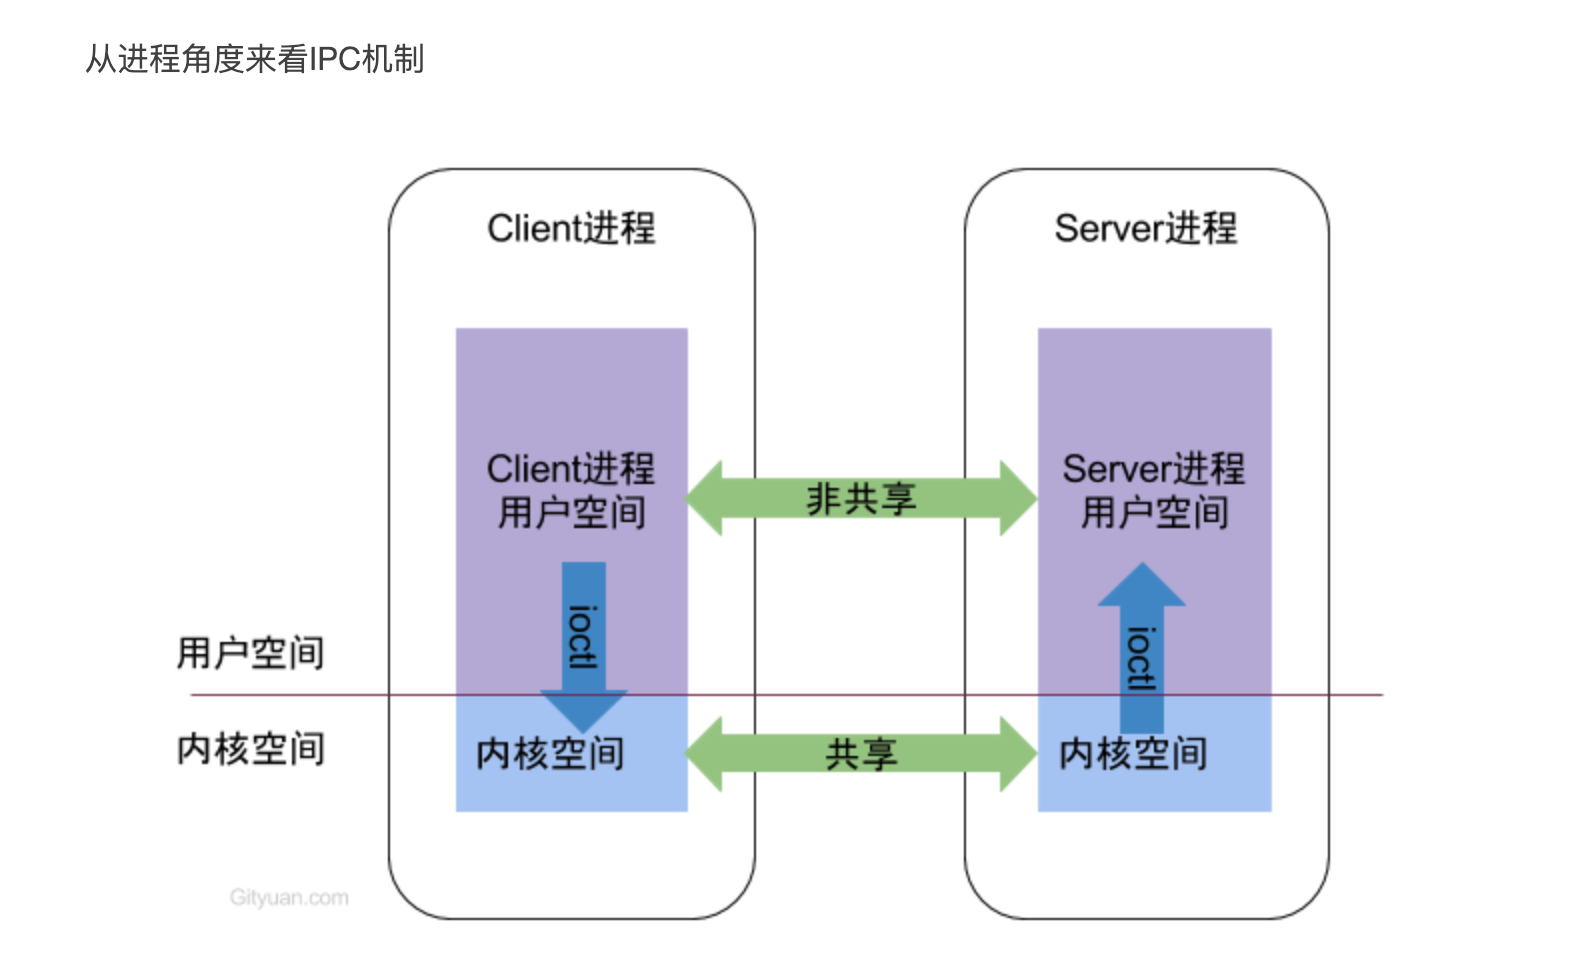 从进程角度来看IPC机制
Client进程
Server进程
Client进程
用户空间
非共享
Server进程
用户空间
ioctl
ioctl
用户空间
内核空间
内核空间
共享
内核空间
Gityuan.com